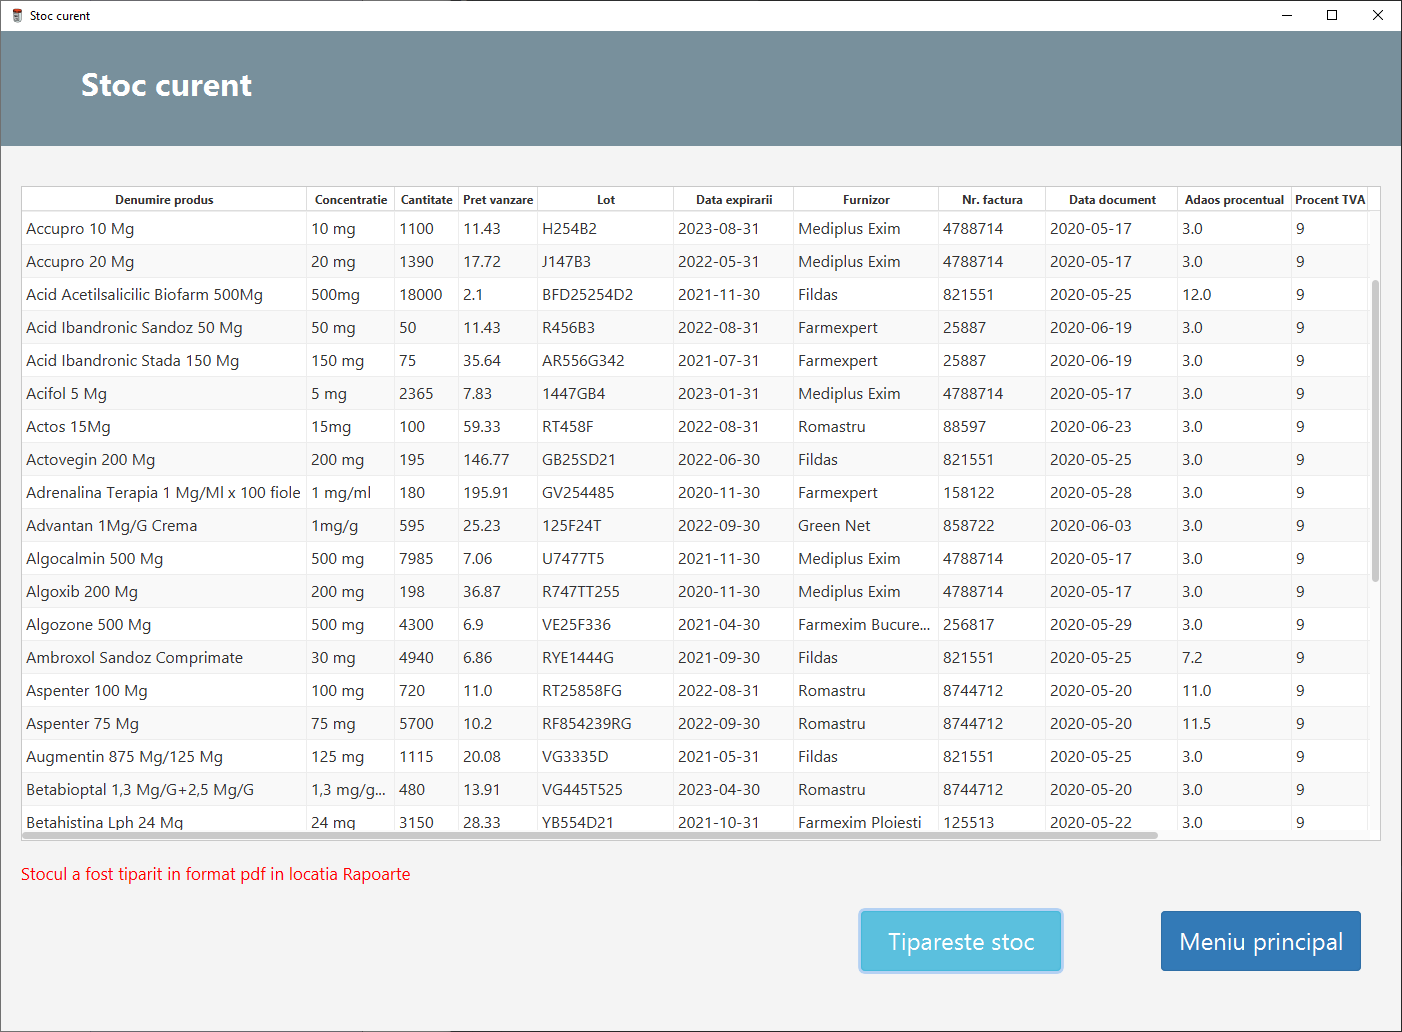 Stoc curent
Stoc curent
Denumire produs Concentratie Cantitate Pret vanzare Lot Data expirarii Furnizor Nr. factura Data document Adaos procentual Procent TVA
Accupro 10 Mg 10 mg 1100 11.43 H254B2 2023-08-31 Mediplus Exim 4788714 2020-05-17 3.0 9
Accupro 20 Mg 20 mg 1390 17.72 J147B3 2022-05-31 Mediplus Exim 4788714 2020-05-17 3.0 9
Acid Acetilsalicilic Biofarm 500Mg 500mg 18000 2.1 BFD25254D2 2021-11-30 Fildas 821551 2020-05-25 12.0 9
Acid Ibandronic Sandoz 50 Mg 50 mg 50 11.43 R456B3 2022-08-31 Farmexpert 25887 2020-06-19 3.0 9
Acid Ibandronic Stada 150 Mg 150 mg 75 35.64 AR556G342 2021-07-31 Farmexpert 25887 2020-06-19 3.0 9
Acifol 5 Mg 5 mg 2365 7.83 1447GB4 2023-01-31 Mediplus Exim 4788714 2020-05-17 3.0 9
Actos 15Mg 15mg 100 59.33 RT458F 2022-08-31 Romastru 88597 2020-06-23 3.0 9
Actovegin 200 Mg 200 mg 195 146.77 GB25SD21 2022-06-30 Fildas 821551 2020-05-25 3.0 9
Adrenalina Terapia 1 Mg/Ml x 100 fiole 1 mg/ml 180 195.91 GV254485 2020-11-30 Farmexpert 158122 2020-05-28 3.0 9
Advantan 1Mg/G Crema 1mg/g 595 25.23 125F24T 2022-09-30 Green Net 858722 2020-06-03 3.0 9
Algocalmin 500 Mg 500 mg 7985 7.06 U7477T5 2021-11-30 Mediplus Exim 4788714 2020-05-17 3.0 9
Algoxib 200 Mg 200 mg 198 36.87 R747TT255 2020-11-30 Mediplus Exim 4788714 2020-05-17 3.0 9
Algozone 500 Mg 500 mg 4300 6.9 VE25F336 2021-04-30 Farmexim Bucure... 256817 2020-05-29 3.0 9
Ambroxol Sandoz Comprimate 30 mg 4940 6.86 RYE1444G 2021-09-30 Fildas 821551 2020-05-25 7.2 9
Aspenter 100 Mg 100 mg 720 11.0 RT25858FG 2022-08-31 Romastru 8744712 2020-05-20 11.0 9
Aspenter 75 Mg 75 mg 5700 10.2 RF854239RG 2022-09-30 Romastru 8744712 2020-05-20 11.5 9
Augmentin 875 Mg/125 Mg 125 mg 1115 20.08 VG3335D 2021-05-31 Fildas 821551 2020-05-25 3.0 9
Betabioptal 1,3 Mg/G+2,5 Mg/G 1,3 mg/g... 480 13.91 VG445T525 2023-04-30 Romastru 8744712 2020-05-20 3.0 9
Betahistina Lph 24 Mg 24 mg 3150 28.33 YB554D21 2021-10-31 Farmexim Ploiesti 125513 2020-05-22 3.0 9
Stocul a fost tiparit in format pdf in locatia Rapoarte
Tipareste stoc Meniu principal